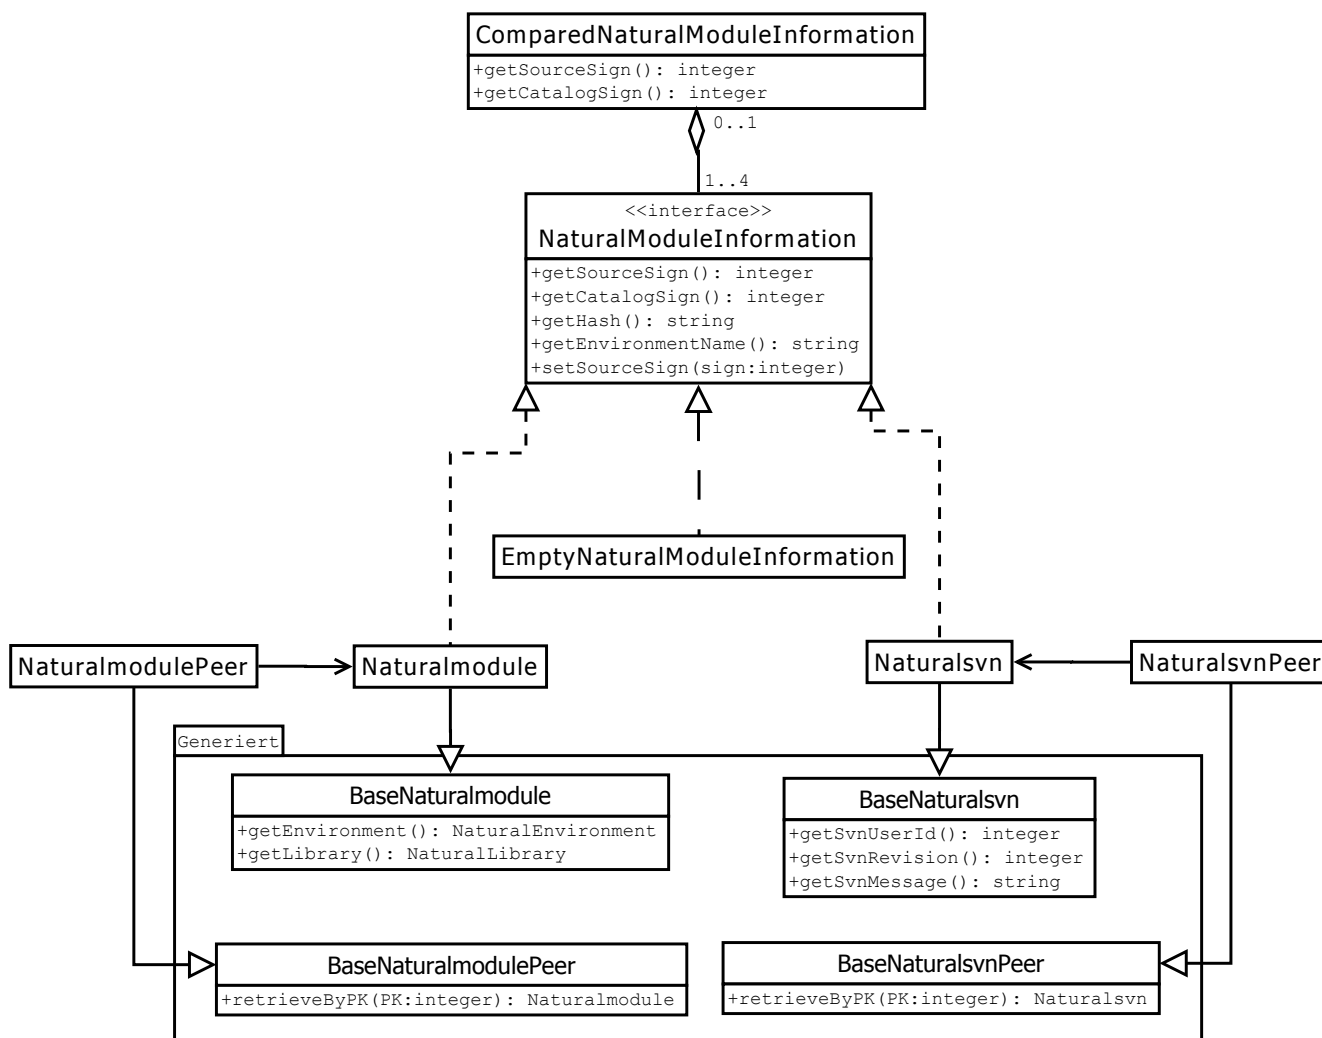 ComparedNaturalModuleInformation
+getSourceSign(): integer
+getCatalogSign(): integer
0..1
1..4
<<interface>>
NaturalModuleInformation
+getSourceSign(): integer
+getCatalogSign(): integer
+getHash(): string
+getEnvironmentName(): string
+setSourceSign(sign:integer)
EmptyNaturalModuleInformation
NaturalmodulePeer
Naturalmodule
Naturalsvn
NaturalsvnPeer
Generiert
BaseNaturalmodule
+getEnvironment(): NaturalEnvironment
+getLibrary(): NaturalLibrary
BaseNaturalsvn
+getSvnUserId(): integer
+getSvnRevision(): integer
+getSvnMessage(): string
BaseNaturalmodulePeer
+retrieveByPK(PK:integer): Naturalmodule
BaseNaturalsvnPeer
+retrieveByPK(PK:integer): Naturalsvn